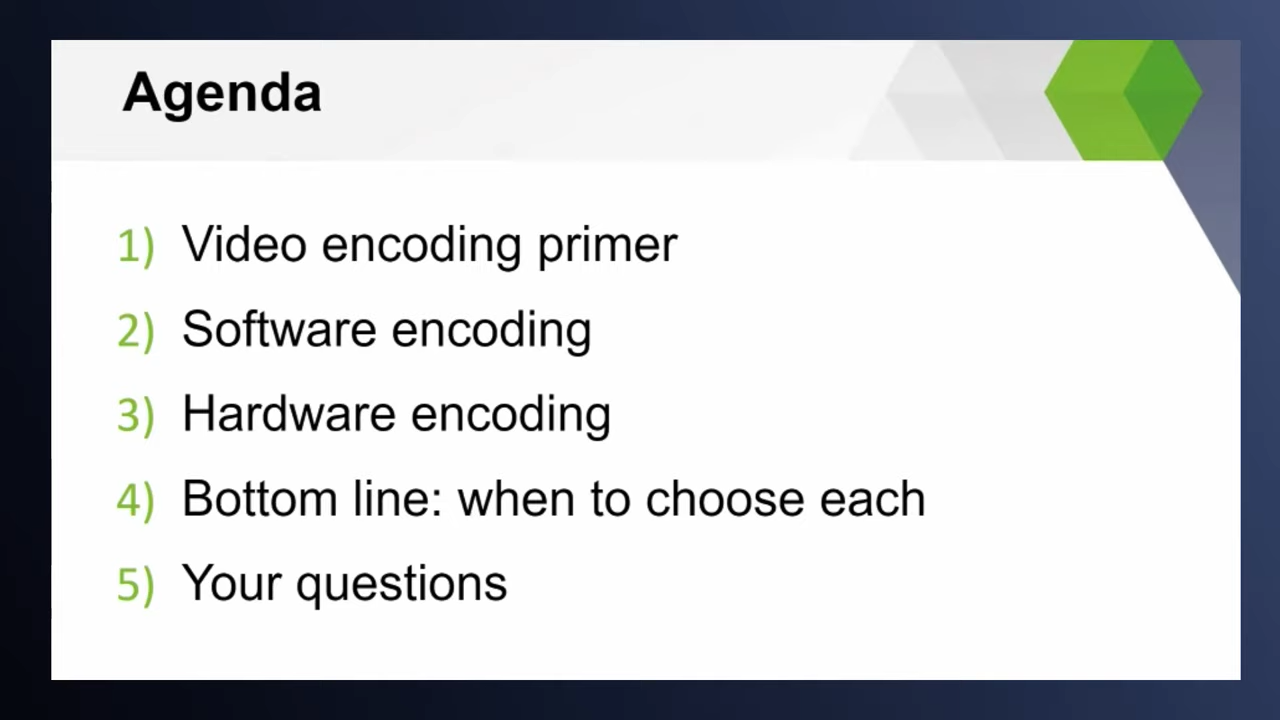 Agenda
1) Video encoding primer
2) Software encoding
3) Hardware encoding
4) Bottom line: when to choose each
5) Your questions